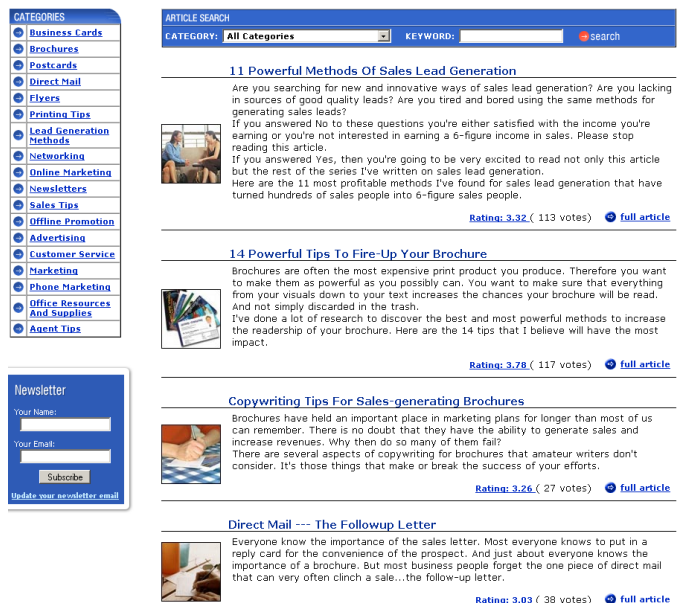 CATEGORIES
Business Cards
Brochures
Postcards
Direct Mail
Flyers
Printing Tips
Lead Generation
Methods
Networking
Online Marketing
Newsletters
Sales Tips
Offline Promotion
Advertising
Customer Service
Marketing
Phone Marketing
Office Resources
And Supplies
Agent Tips
Newsletter
Your Name:
Your Email:
Subscribe
Update your newsletter email
ARTICLE SEARCH
CATEGORY: All Categories KEYWORD: search
11 Powerful Methods Of Sales Lead Generation
Are you searching for new and innovative ways of sales lead generation? Are you lacking
in sources of good quality leads? Are you tired and bored using the same methods for
generating sales leads?
If you answered No to these questions you're either satisfied with the income you're
earning or you're not interested in earning a 6-figure income in sales. Please stop
reading this article.
If you answered Yes, then you're going to be very excited to read not only this article
but the rest of the series I've written on sales lead generation.
Here are the 11 most profitable methods I've found for sales lead generation that have
turned hundreds of sales people into 6-figure sales people.
Rating: 3.32 ( 113 votes) full article
14 Powerful Tips To Fire-Up Your Brochure
Brochures are often the most expensive print product you produce. Therefore you want
to make them as powerful as you possibly can. You want to make sure that everything
from your visuals down to your text increases the chances your brochure will be read.
And not simply discarded in the trash.
I've done a lot of research to discover the best and most powerful methods to increase
the readership of your brochure. Here are the 14 tips that I believe will have the most
impact.
Rating: 3.78 ( 117 votes) full article
Copywriting Tips For Sales-generating Brochures
Brochures have held an important place in marketing plans for longer than most of us
can remember. There is no doubt that they have the ability to generate sales and
increase revenues. Why then do so many of them fail?
There are several aspects of copywriting for brochures that amateur writers don't
consider. It's those things that make or break the success of your efforts.
Rating: 3.26 ( 27 votes) full article
Direct Mail --- The Followup Letter
Everyone know the importance of the sales letter. Most everyone knows to put in a
reply card for the convenience of the prospect. And just about everyone knows the
importance of a brochure. But most business people forget the one piece of direct mail
that can very often clinch a sale...the follow-up letter.
Rating: 3.03 ( 38 votes) full article